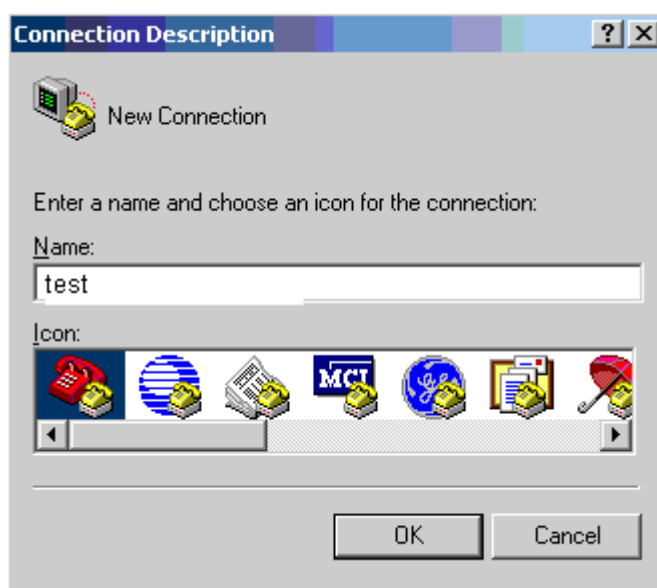 Connection Description
New Connection
Enter a name and choose an icon for the connection:
Name:
test
Icon:
MCI
OK
Cancel